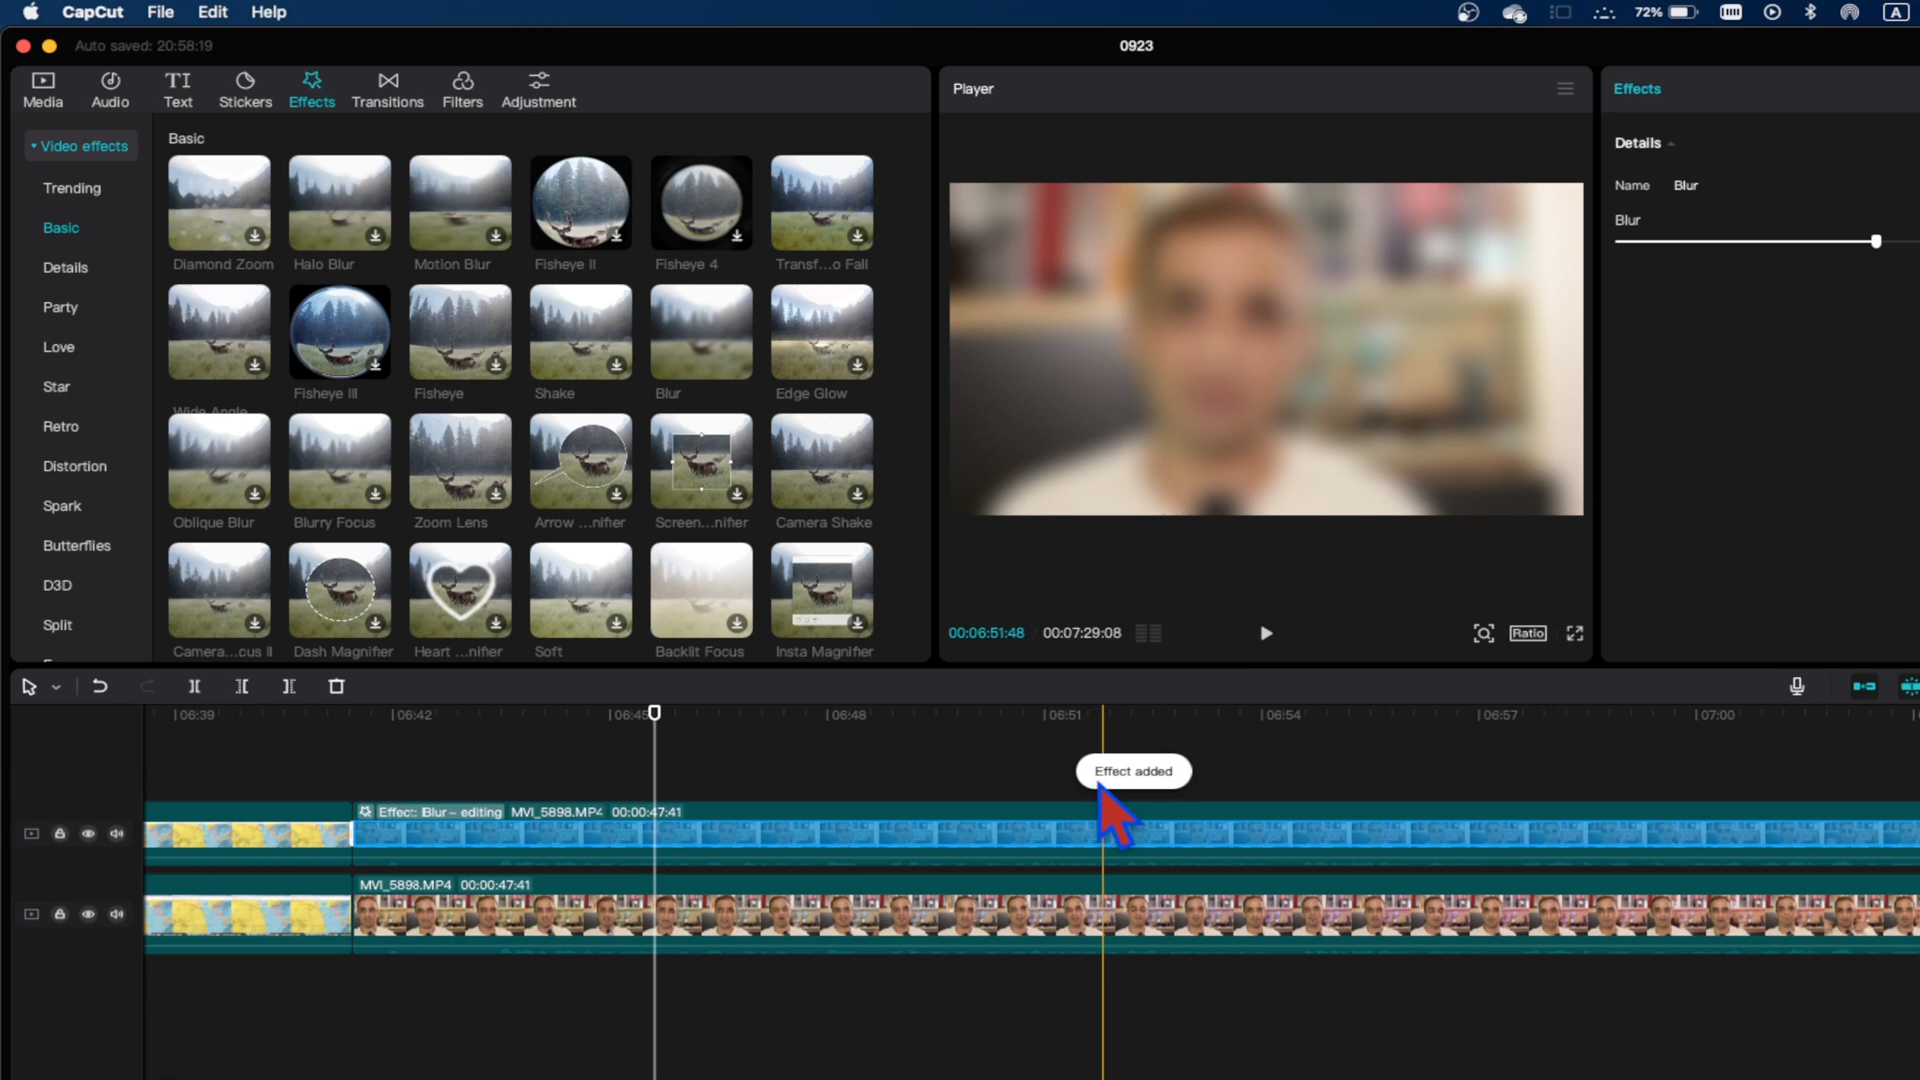 CapCut File Edit Help 72% A
Auto saved: 20:58:19 0923
Media Audio Text Stickers Effects Transitions Filters Adjustment
Player
Effects
Video effects
Trending
Basic
Details
Party
Love
Star
Retro
Distortion
Spark
Butterflies
D3D
Split
Basic
Diamond Zoom Halo Blur Motion Blur Fisheye II Fisheye 4 Transf...o Fall
Wide Angle Fisheye III Fisheye Shake Blur Edge Glow
Oblique Blur Blurry Focus Zoom Lens Arrow ...nifier Screen...nifier Camera Shake
Camera...cus II Dash Magnifier Heart ...nifier Soft Backlit Focus Insta Magnifier
00:06:51:48 00:07:29:08 Ratio
Details
Name Blur
Blur
06:39 06:42 06:45 06:48 06:51 06:54 06:57 07:00
Effect added
Effect: Blur – editing MVI_5898.MP4 00:00:47:41
MVI_5898.MP4 00:00:47:41